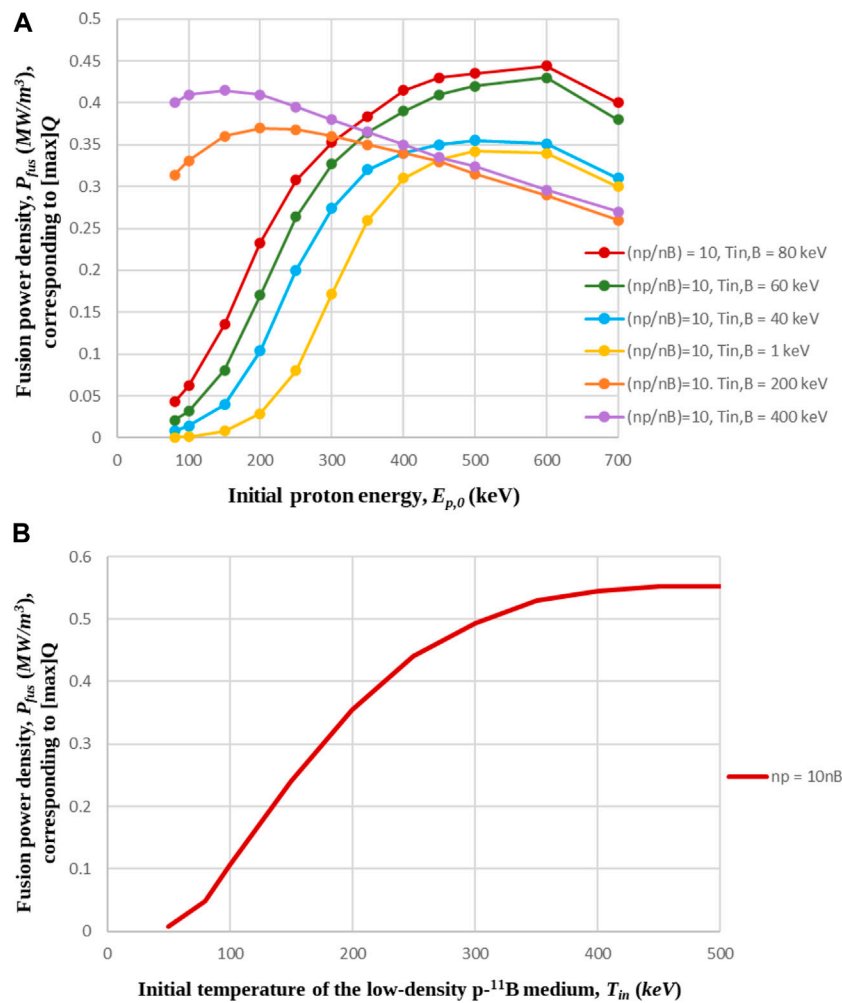 A
Fusion power density, Pfus (MW/m³),
corresponding to [max]Q
0.5
0.45
0.4
0.35
0.3
0.25
0.2
0.15
0.1
0.05
0
0 100 200 300 400 500 600 700
Initial proton energy, Ep,0 (keV)
(np/nB) = 10, Tin,B = 80 keV
(np/nB)=10, Tin,B = 60 keV
(np/nB)=10, Tin,B = 40 keV
(np/nB)=10, Tin,B = 1 keV
(np/nB)=10. Tin,B = 200 keV
(np/nB)=10, Tin,B = 400 keV
B
Fusion power density, Pfus (MW/m³),
corresponding to [max]Q
0.6
0.5
0.4
0.3
0.2
0.1
0
0 100 200 300 400 500
Initial temperature of the low-density p-¹¹B medium, Tin (keV)
np = 10nB